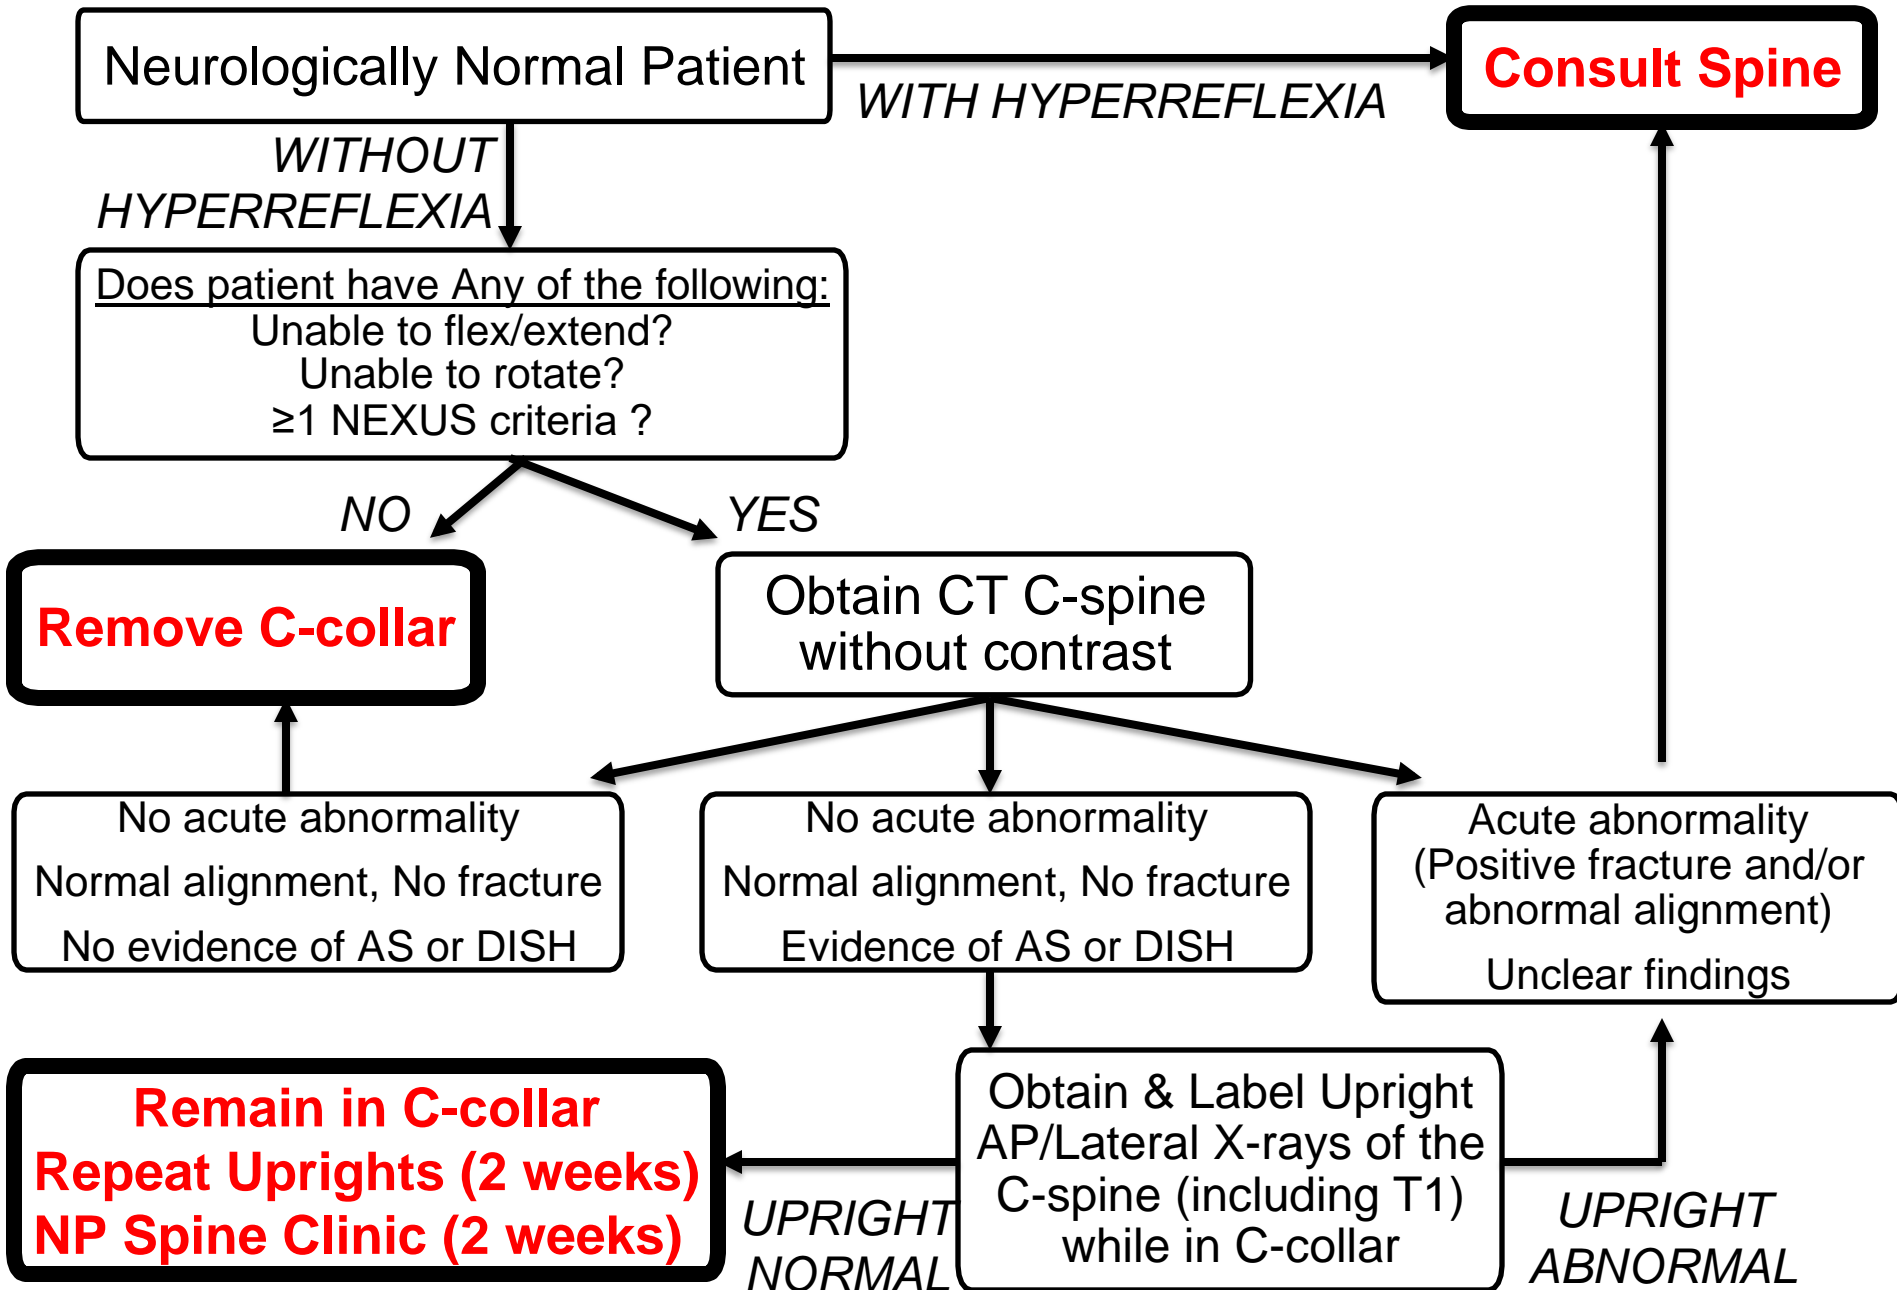 Neurologically Normal Patient
WITH HYPERREFLEXIA
Consult Spine
WITHOUT
HYPERREFLEXIA
Does patient have Any of the following:
Unable to flex/extend?
Unable to rotate?
≥1 NEXUS criteria ?
NO
YES
Remove C-collar
Obtain CT C-spine
without contrast
No acute abnormality
Normal alignment, No fracture
No evidence of AS or DISH
No acute abnormality
Normal alignment, No fracture
Evidence of AS or DISH
Acute abnormality
(Positive fracture and/or
abnormal alignment)
Unclear findings
Remain in C-collar
Repeat Uprights (2 weeks)
NP Spine Clinic (2 weeks)
UPRIGHT
NORMAL
Obtain & Label Upright
AP/Lateral X-rays of the
C-spine (including T1)
while in C-collar
UPRIGHT
ABNORMAL